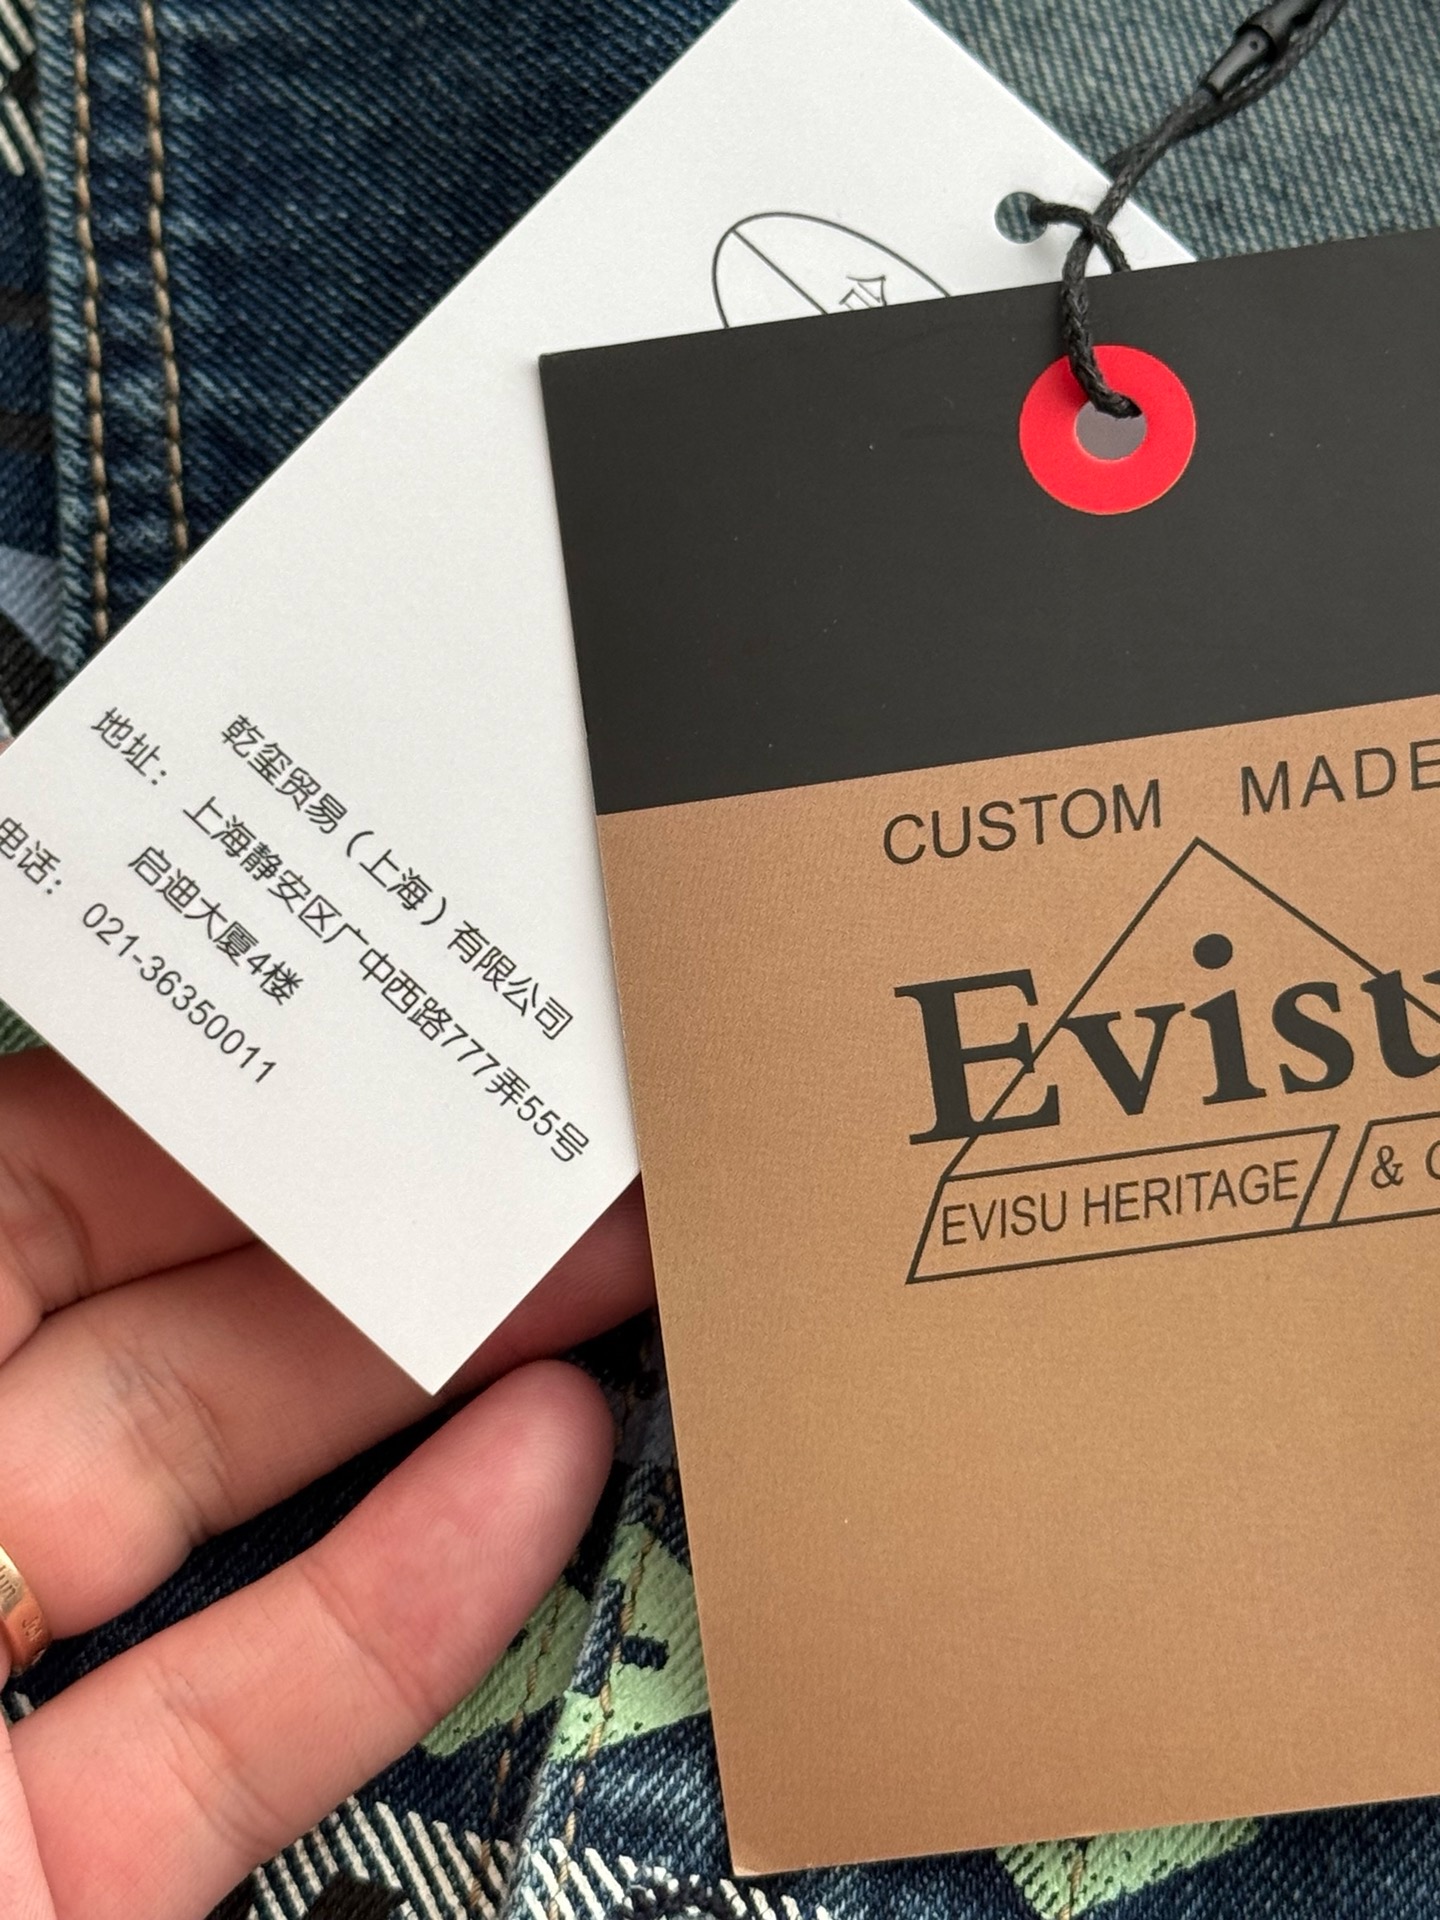 乾玺贸易（上海）有限公司
地址： 上海静安区广中西路777弄55号
启迪大厦4楼
电话： 021-36350011
CUSTOM MADE
Evisu
EVISU HERITAGE
&